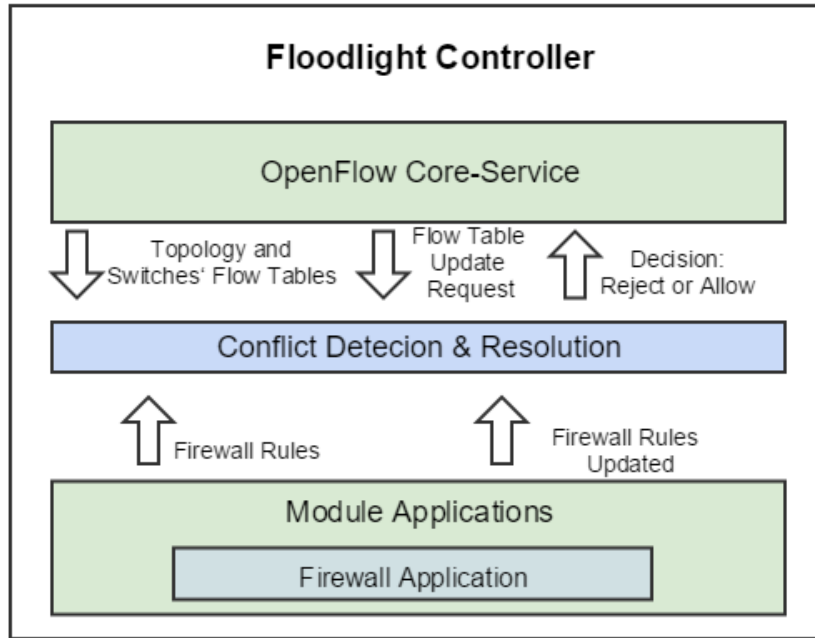 Floodlight Controller
OpenFlow Core-Service
Topology and
Switches‘ Flow Tables
Flow Table
Update
Request
Decision:
Reject or Allow
Conflict Detecion & Resolution
Firewall Rules
Firewall Rules
Updated
Module Applications
Firewall Application